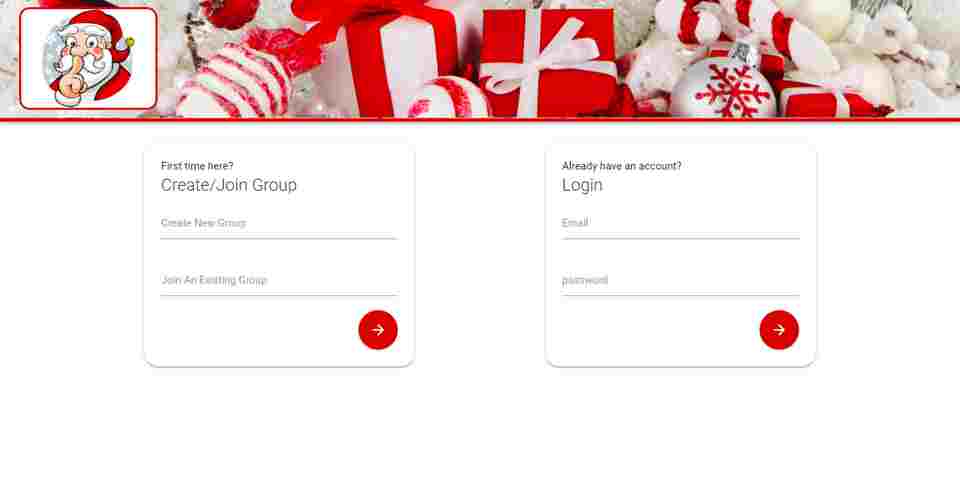 First time here?
Create/Join Group
Create New Group
Join An Existing Group
Already have an account?
Login
Email
password